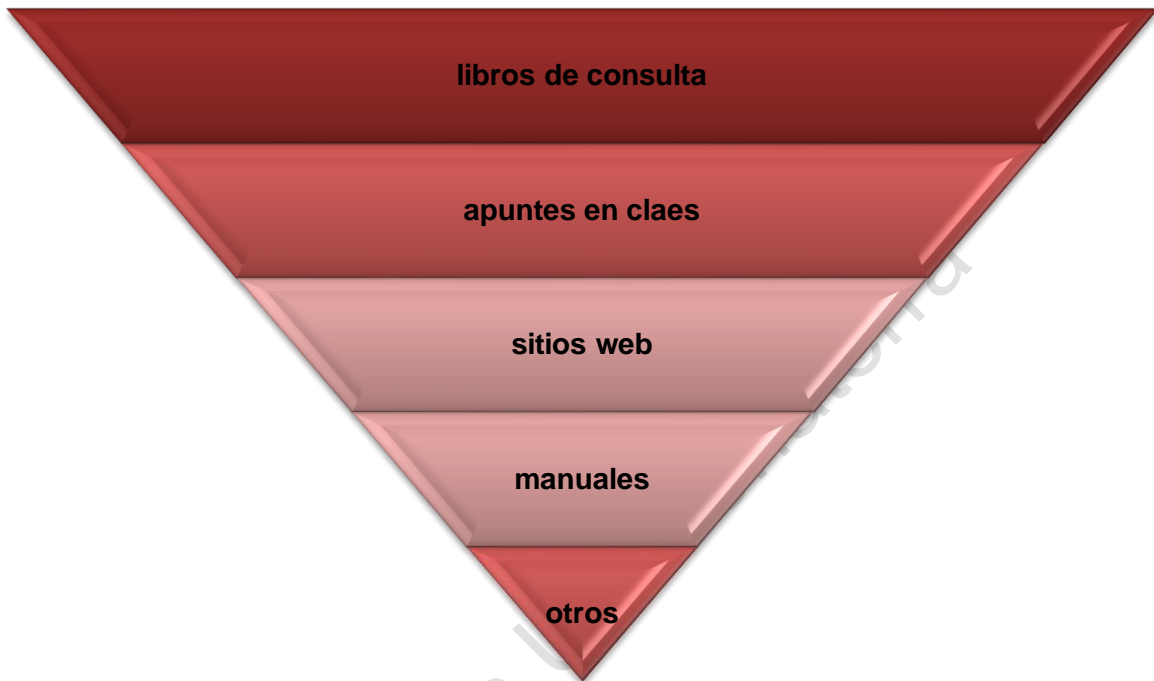 libros de consulta
apuntes en claes
sitios web
manuales
otros